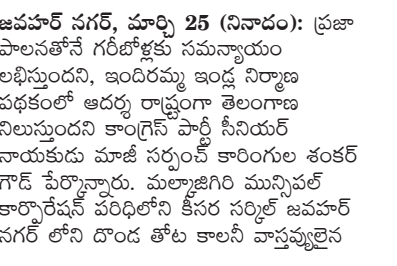 జవహర్ నగర్, మార్చి 25 (నినాదం): ప్రజా
పాలనతోనే గరీబోళ్లకు సమన్యాయం
లభిస్తుందని, ఇందిరమ్మ ఇండ్ల నిర్మాణ
పథకంలో ఆదర్శ రాష్ట్రంగా తెలంగాణ
నిలుస్తుందని కాంగ్రెస్ పార్టీ సీనియర్
నాయకుడు మాజీ సర్పంచ్ కారింగుల శంకర్
గౌడ్ పేర్కొన్నారు. మల్కాజిగిరి మున్సిపల్
కార్పొరేషన్ పరిధిలోని కీసర సర్కిల్ జవహర్
నగర్ లోని దొండ తోట కాలనీ వాస్తవ్యులైన